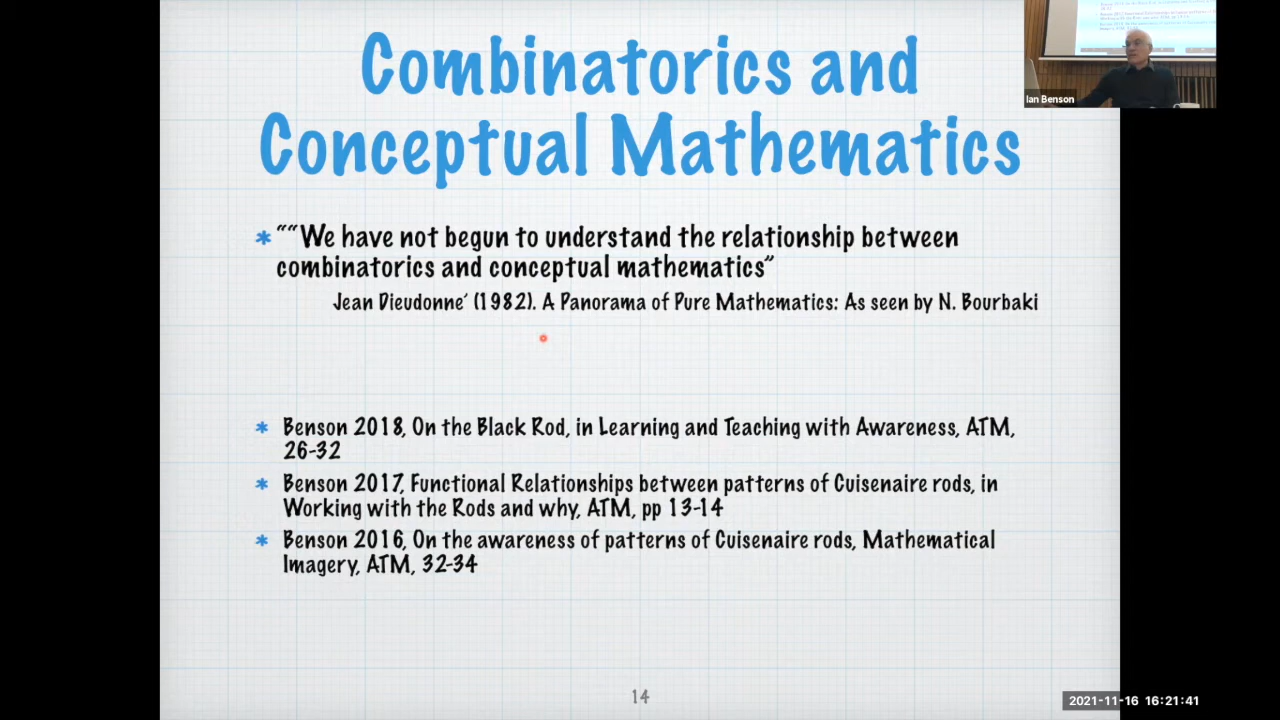 Combinatorics and
Conceptual Mathematics
Ian Benson
* ““We have not begun to understand the relationship between
combinatorics and conceptual mathematics”
Jean Dieudonne´ (1982). A Panorama of Pure Mathematics: As seen by N. Bourbaki
* Benson 2018, On the Black Rod, in Learning and Teaching with Awareness, ATM,
26-32
* Benson 2017, Functional Relationships between patterns of Cuisenaire rods, in
Working with the Rods and why, ATM, pp 13-14
* Benson 2016, On the awareness of patterns of Cuisenaire rods, Mathematical
Imagery, ATM, 32-34
14
2021-11-16 16:21:41